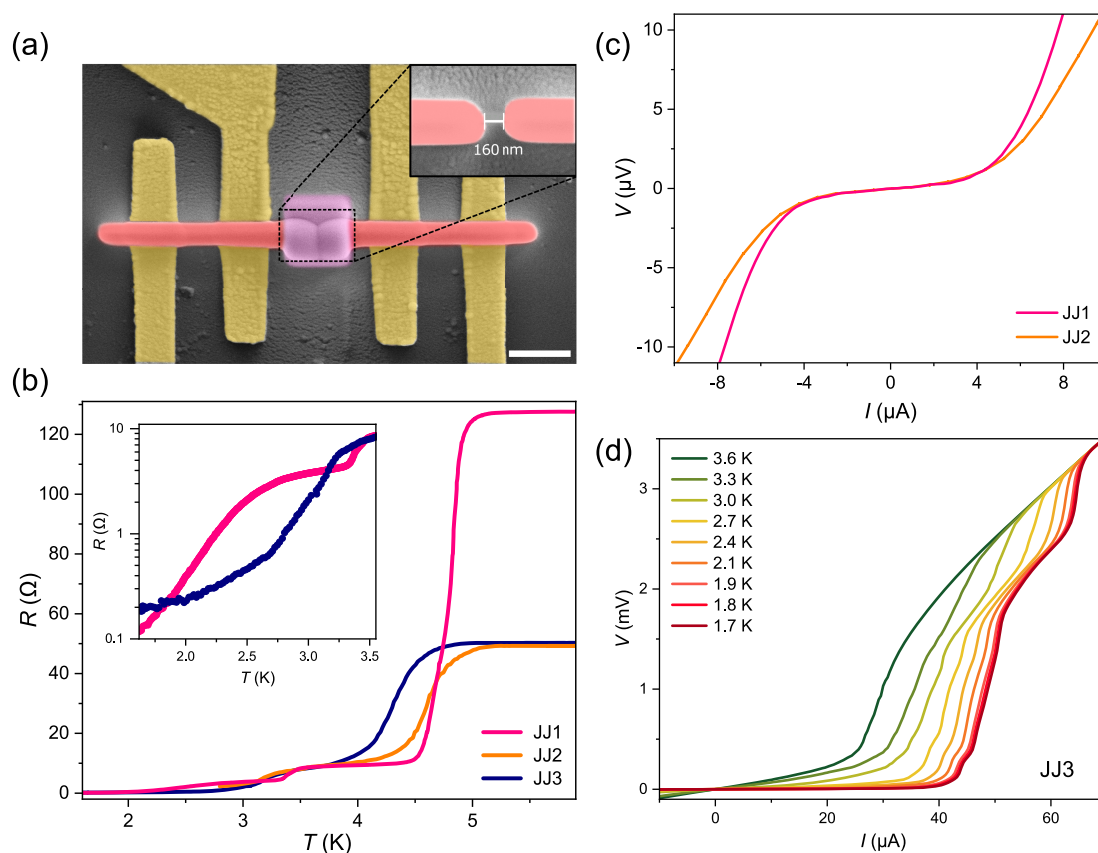 (a)
160 nm
(b)
R (Ω)
120
100
80
60
40
20
0
2
3
4
5
T (K)
JJ1
JJ2
JJ3
R (Ω)
10
1
0.1
2.0
2.5
3.0
3.5
T (K)
(c)
V (µV)
10
5
0
-5
-10
-8
-4
0
4
8
I (µA)
JJ1
JJ2
(d)
V (mV)
3
2
1
0
0
20
40
60
I (µA)
3.6 K
3.3 K
3.0 K
2.7 K
2.4 K
2.1 K
1.9 K
1.8 K
1.7 K
JJ3